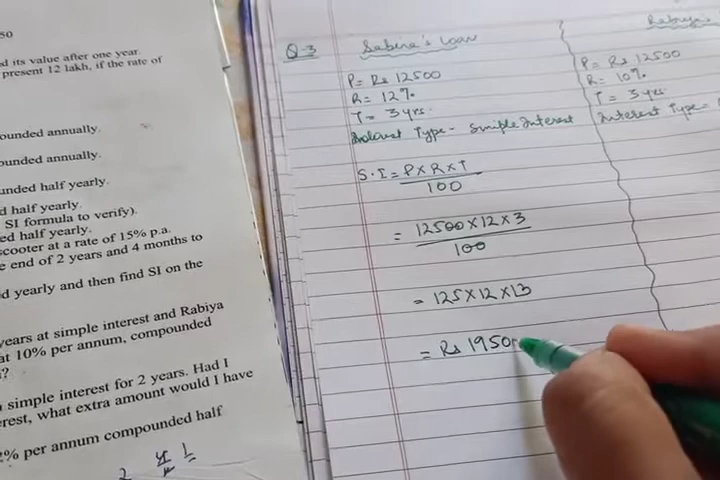 50
d its value after one year.
present 12 lakh, if the rate of
ounded annually.
ounded annually.
unded half yearly.
d half yearly.
SI formula to verify).
ed half yearly.
scooter at a rate of 15% p.a.
e end of 2 years and 4 months to
d yearly and then find SI on the
years at simple interest and Rabiya
at 10% per annum, compounded
?
simple interest for 2 years. Had I
rest, what extra amount would I have
2% per annum compounded half
Q-3 Sabina's Loan
P = Rs 12500
R = 12%.
T = 3 yrs.
Interest Type - Simple Interest
S.I = P×R×T
100
= 12500×12×3
100
= 125×12×13
= Rs 1950
Rabiya's
P = Rs 12500
R = 10%.
T = 3 yrs.
Interest Type -